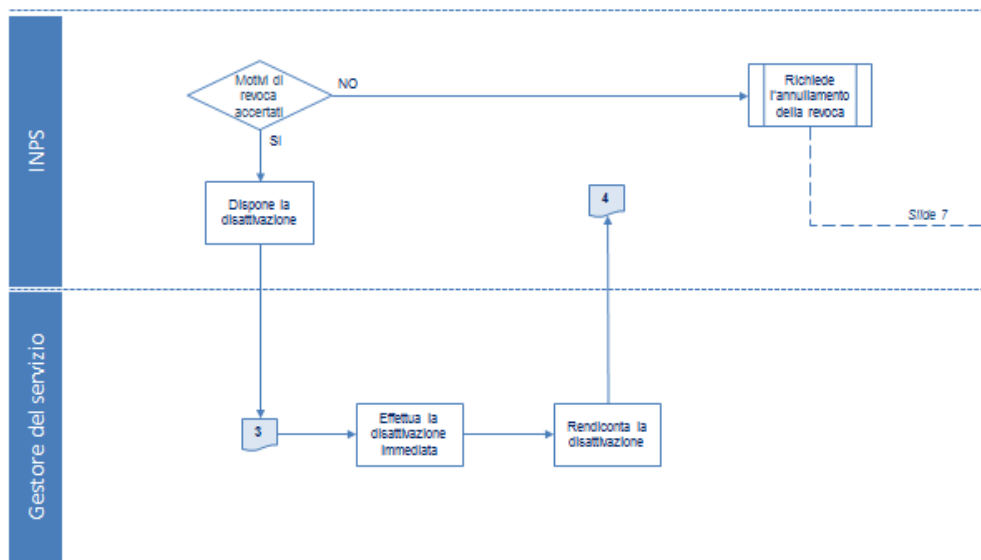 INPS
Motivi di
revoca
accertati
NO
SI
Richiede
l'annullamento
della revoca
Dispone la
disattivazione
4
Slide 7
Gestore del servizio
3
Effettua la
disattivazione
immediata
Rendiconta la
disattivazione